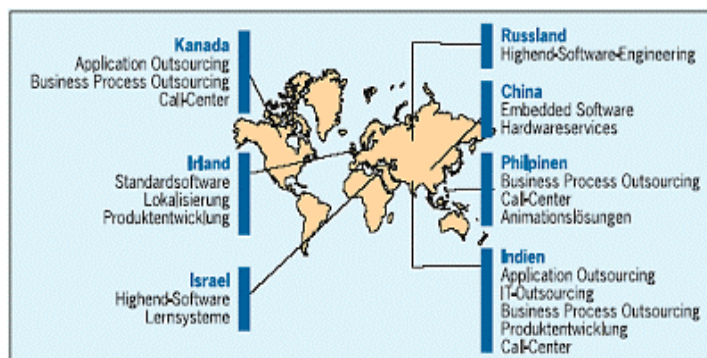 Kanada
Application Outsourcing
Business Process Outsourcing
Call-Center
Irland
Standardsoftware
Lokalisierung
Produktentwicklung
Israel
Highend-Software
Lernsysteme
Russland
Highend-Software-Engineering
China
Embedded Software
Hardwareservices
Philpinen
Business Process Outsourcing
Call-Center
Animationslösungen
Indien
Application Outsourcing
IT-Outsourcing
Business Process Outsourcing
Produktentwicklung
Call-Center